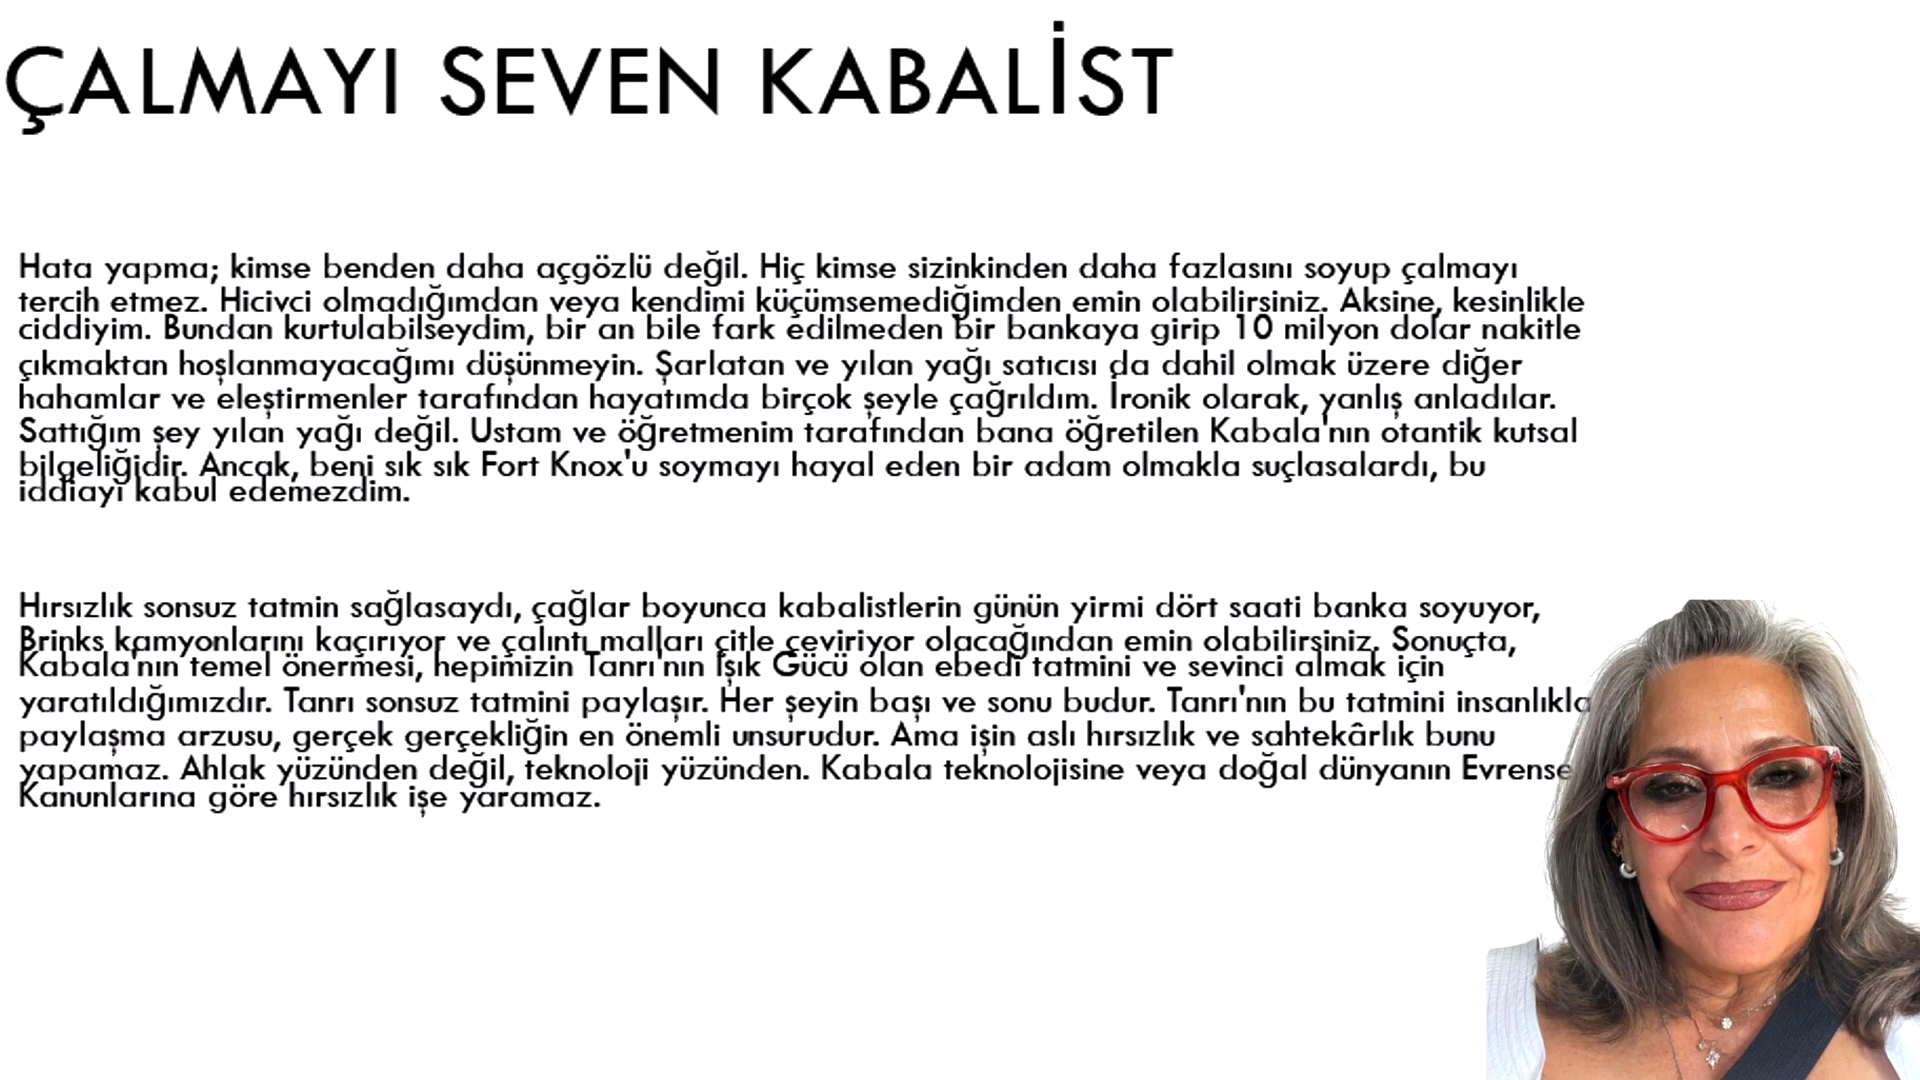 ÇALMAYI SEVEN KABALİST
Hata yapma; kimse benden daha açgözlü değil. Hiç kimse sizinkinden daha fazlasını soyup çalmayı
tercih etmez. Hicivci olmadığımdan veya kendimi küçümsemediğimden emin olabilirsiniz. Aksine, kesinlikle
ciddiyim. Bundan kurtulabilseydim, bir an bile fark edilmeden bir bankaya girip 10 milyon dolar nakitle
çıkmaktan hoşlanmayacağımı düşünmeyin. Şarlatan ve yılan yağı satıcısı da dahil olmak üzere diğer
hahamlar ve eleştirmenler tarafından hayatımda birçok şeyle çağrıldım. İronik olarak, yanlış anladılar.
Sattığım şey yılan yağı değil. Ustam ve öğretmenim tarafından bana öğretilen Kabala'nın otantik kutsal
bilgeliğidir. Ancak, beni sık sık Fort Knox'u soymayı hayal eden bir adam olmakla suçlasalardı, bu
iddiayı kabul edemezdim.
Hırsızlık sonsuz tatmin sağlasaydı, çağlar boyunca kabalistlerin günün yirmi dört saati banka soyuyor,
Brinks kamyonlarını kaçırıyor ve çalıntı malları çitle çeviriyor olacağından emin olabilirsiniz. Sonuçta,
Kabala'nın temel önermesi, hepimizin Tanrı'nın Işık Gücü olan ebedi tatmini ve sevinci almak için
yaratıldığımızdır. Tanrı sonsuz tatmini paylaşır. Her şeyin başı ve sonu budur. Tanrı'nın bu tatmini insanlıkla
paylaşma arzusu, gerçek gerçekliğin en önemli unsurudur. Ama işin aslı hırsızlık ve sahtekârlık bunu
yapamaz. Ahlak yüzünden değil, teknoloji yüzünden. Kabala teknolojisine veya doğal dünyanın Evrense
Kanunlarına göre hırsızlık işe yaramaz.